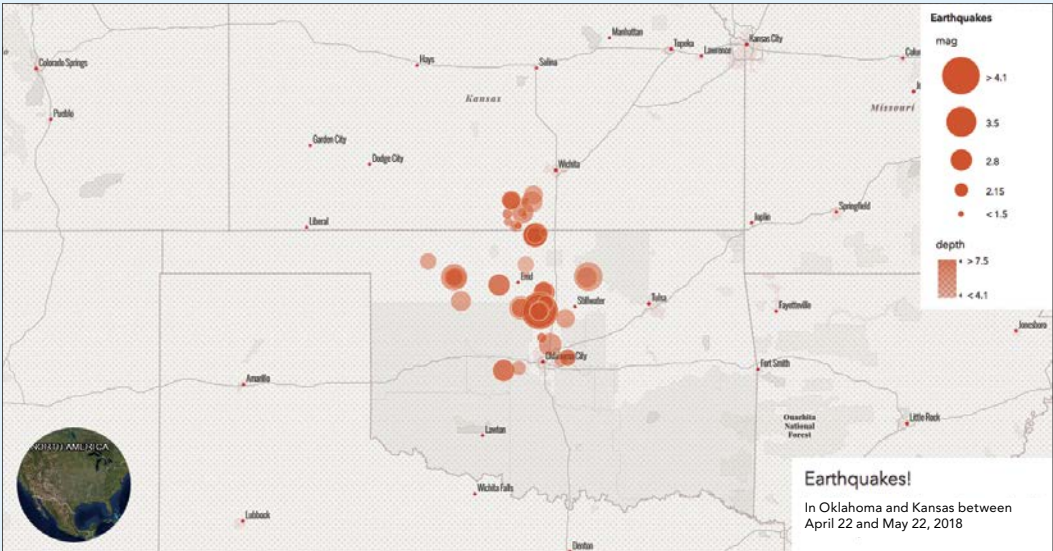 Manhattan
Kansas City
Topeka
Lawrence
Colorado Springs
Hays
Salina
Kansas
Missouri
Pueblo
Garden City
Dodge City
Wichita
Liberal
Joplin
Springfield
Enid
Stillwater
Tulsa
Fayetteville
Jonesboro
Oklahoma City
Fort Smith
Amarillo
Little Rock
Ouachita
National
Forest
Lawton
Wichita Falls
Lubbock
Denton
NORTH AMERICA
Earthquakes
mag
> 4.1
3.5
2.8
2.15
< 1.5
depth
> 7.5
< 4.1
Earthquakes!
In Oklahoma and Kansas between
April 22 and May 22, 2018